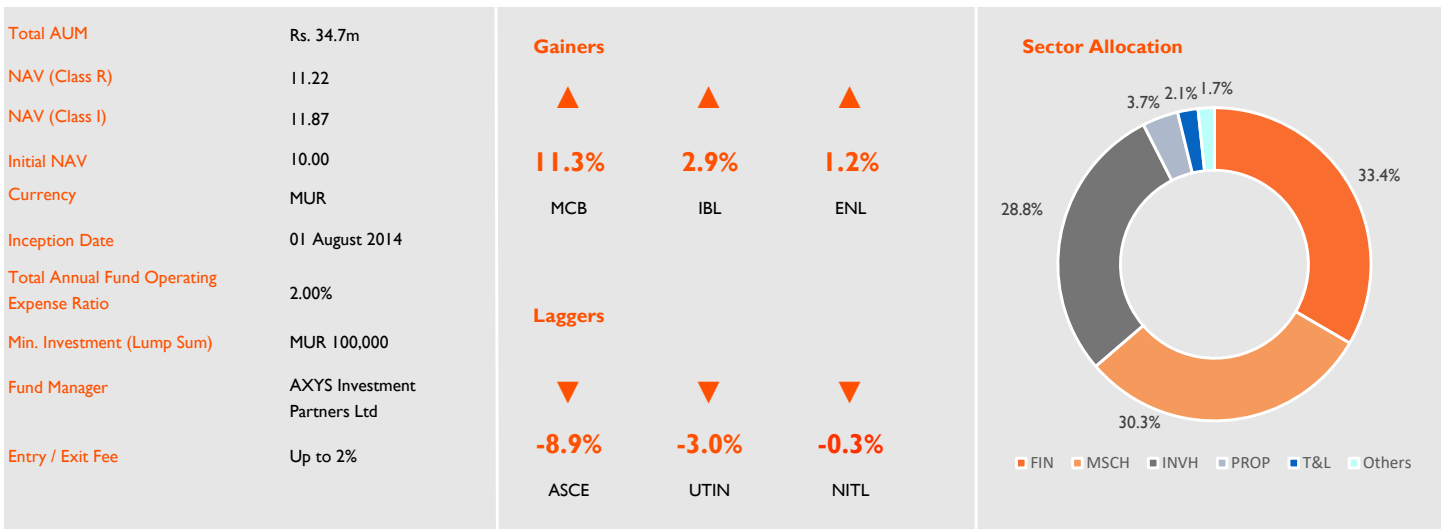 Total AUM Rs. 34.7m
NAV (Class R) 11.22
NAV (Class I) 11.87
Initial NAV 10.00
Currency MUR
Inception Date 01 August 2014
Total Annual Fund Operating
Expense Ratio 2.00%
Min. Investment (Lump Sum) MUR 100,000
Fund Manager AXYS Investment
Partners Ltd
Entry / Exit Fee Up to 2%
Gainers
▲ ▲ ▲
11.3% 2.9% 1.2%
MCB IBL ENL
Laggers
▼ ▼ ▼
-8.9% -3.0% -0.3%
ASCE UTIN NITL
Sector Allocation
3.7% 2.1% 1.7%
33.4%
28.8%
30.3%
FIN MSCH INVH PROP T&L Others